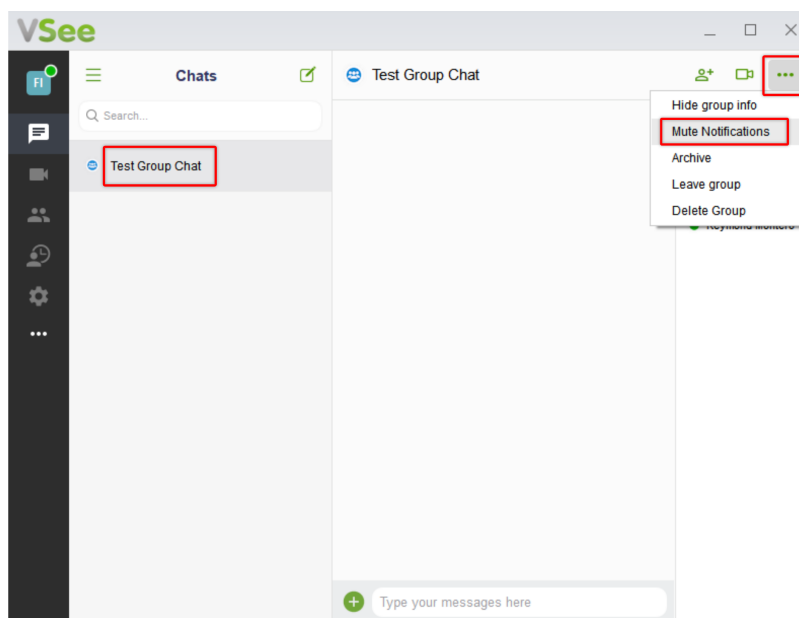 VSee
FI
Chats
Search...
Test Group Chat
Test Group Chat
Hide group info
Mute Notifications
Archive
Leave group
Delete Group
Type your messages here